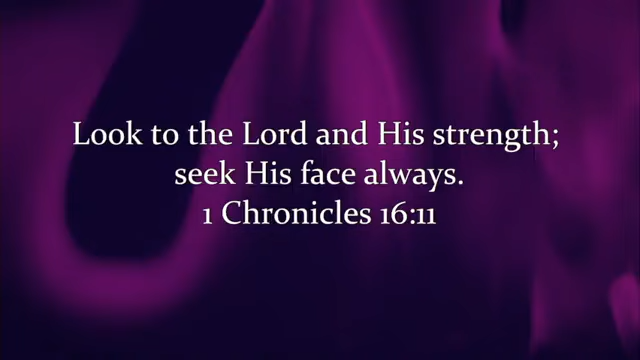 Look to the Lord and His strength;
seek His face always.
1 Chronicles 16:11